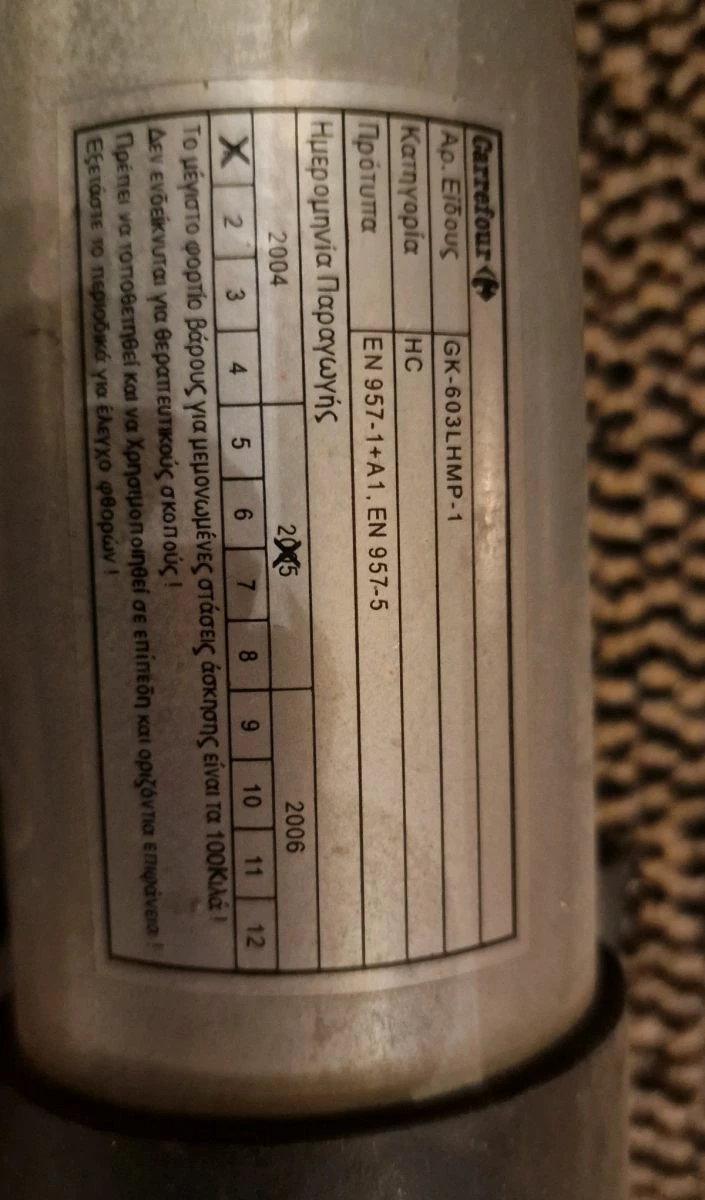 Carrefour
Αρ. Είδους GK-603LHMP-1
Κατηγορία HC
Πρότυπα EN 957-1+A1, EN 957-5
Ημερομηνία Παραγωγής
2004 2005 2006
X 2 3 4 5 6 7 8 9 10 11 12
Το μέγιστο φορτίο βάρους για μεμονωμένες στάσεις άσκησης είναι τα 100Κιλά!
Δεν ενδείκνυται για θεραπευτικούς σκοπούς!
Πρέπει να τοποθετηθεί και να Χρησιμοποιηθεί σε επίπεδη και οριζόντια επιφάνεια!
Εξετάστε το περιοδικά για έλεγχο φθορών!